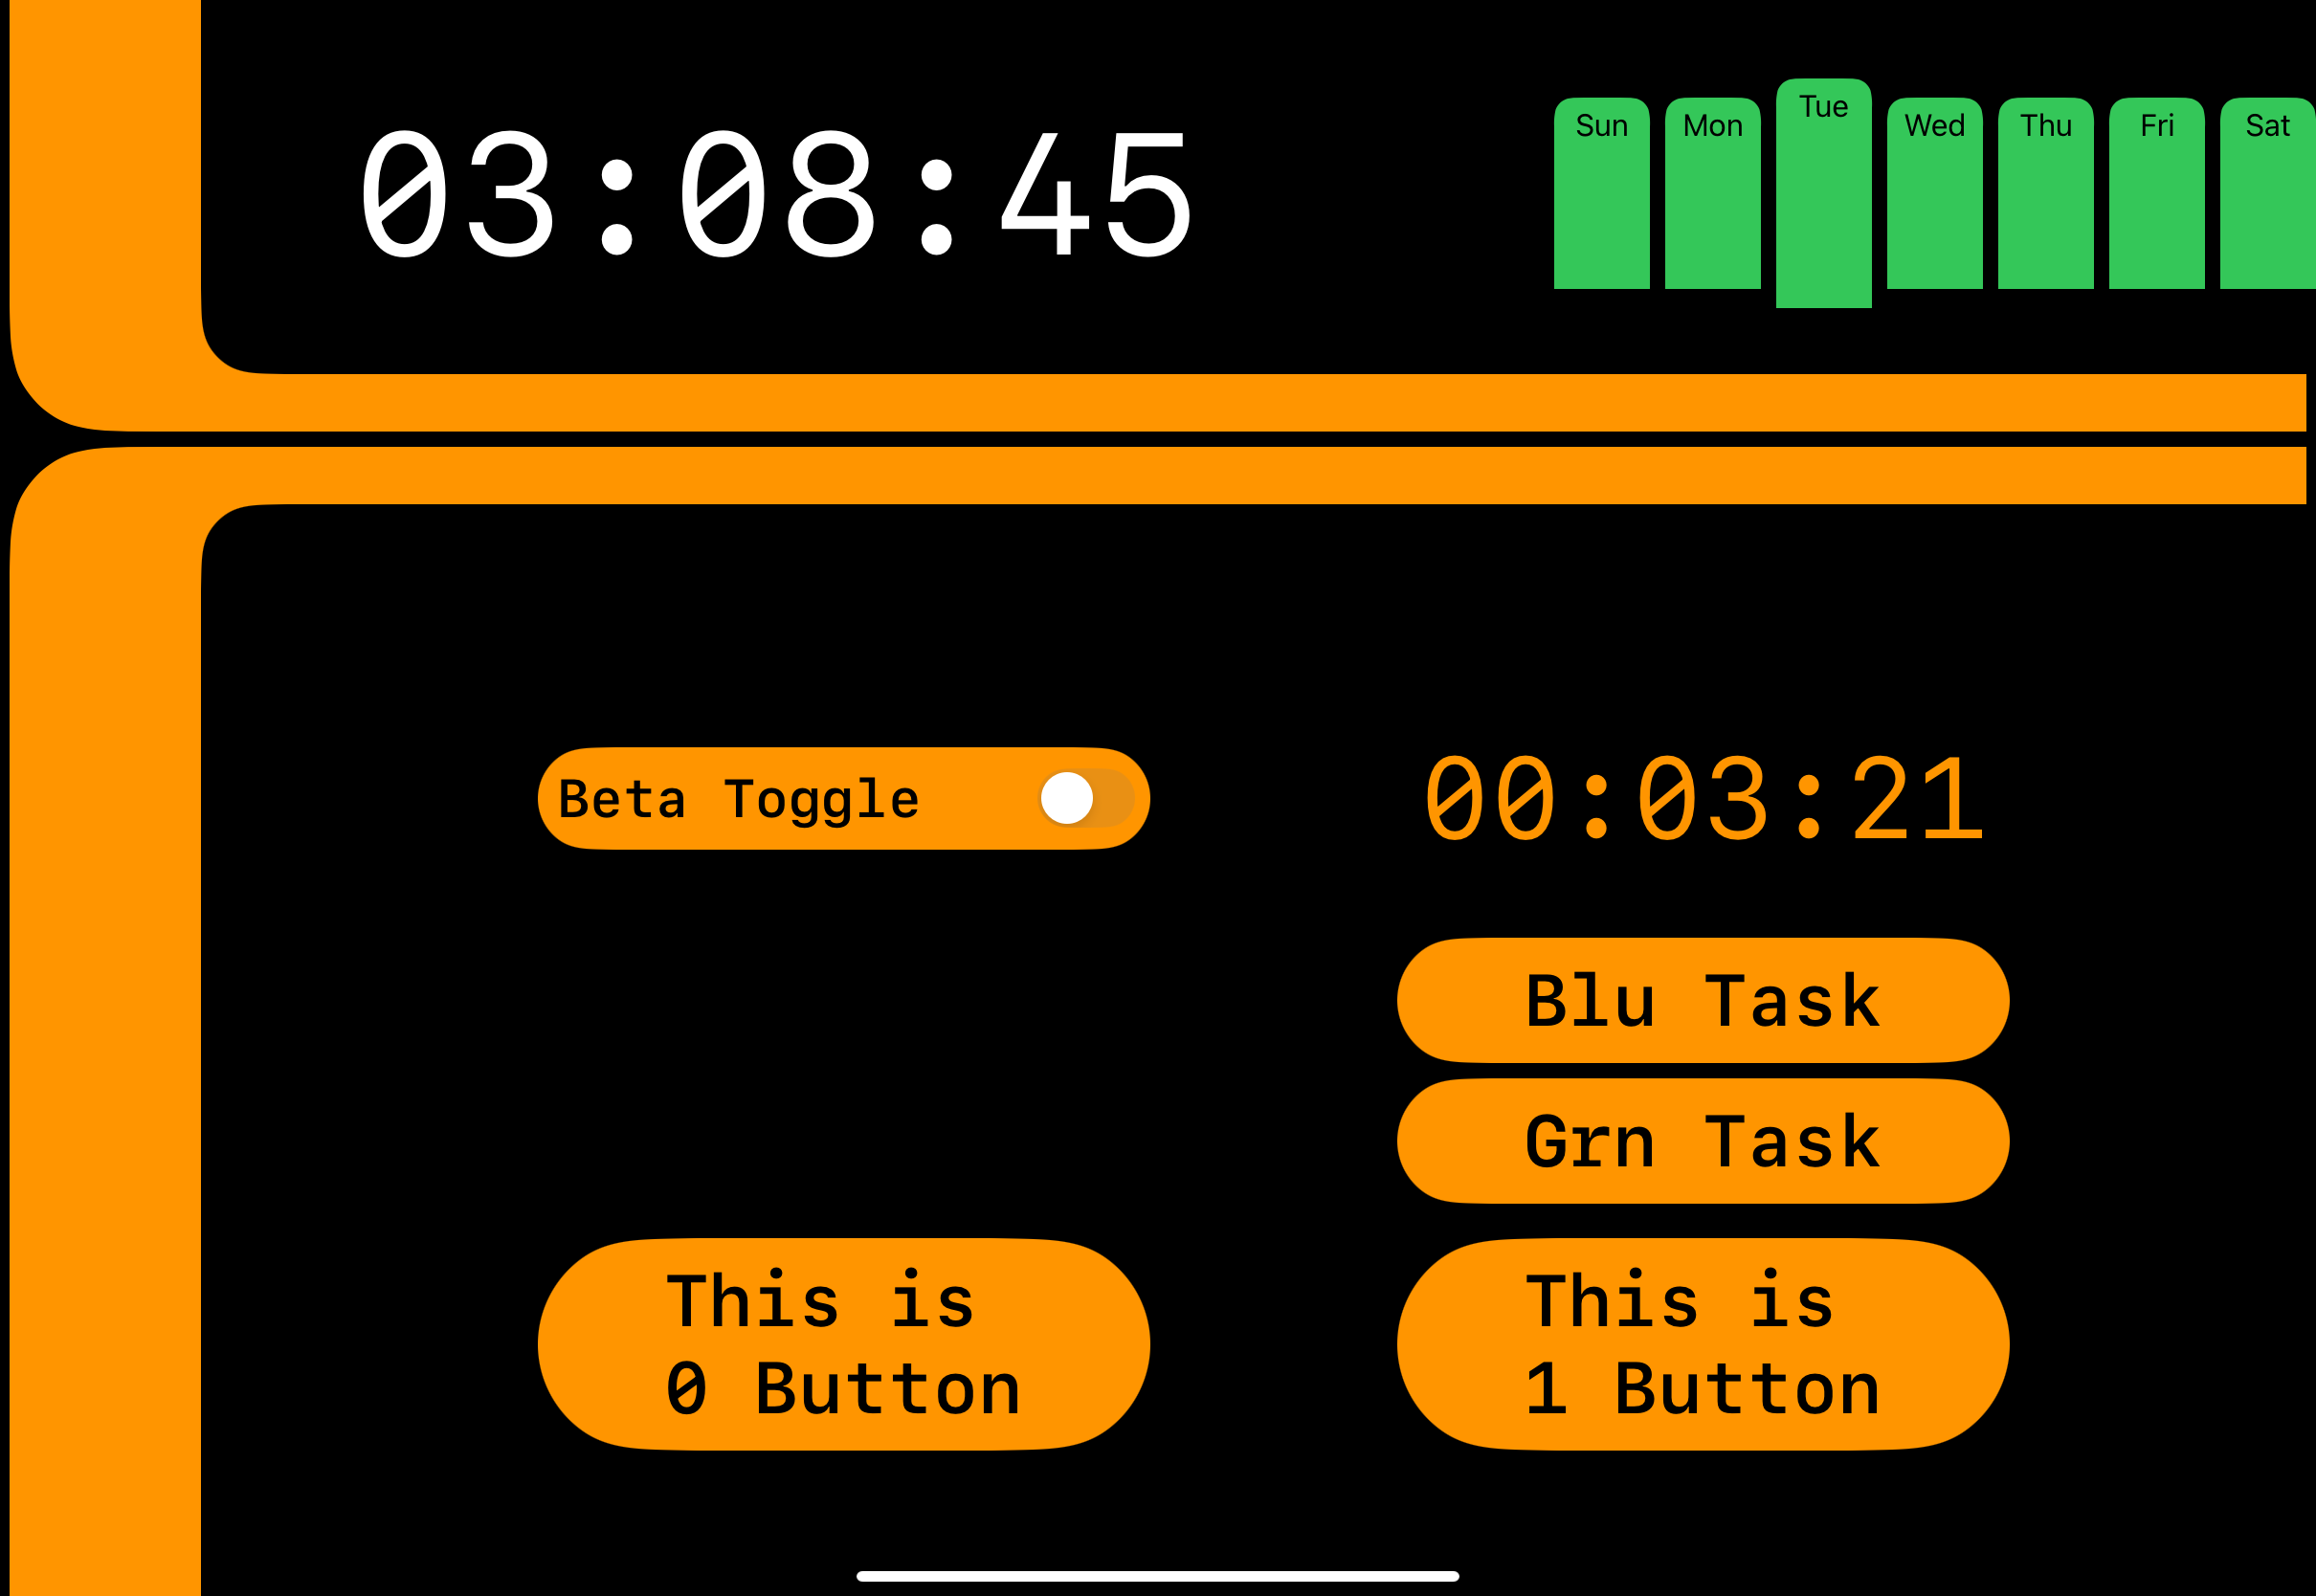 03:08:45
Sun Mon Tue Wed Thu Fri Sat
Beta Toggle
00:03:21
Blu Task
Grn Task
This is
0 Button
This is
1 Button